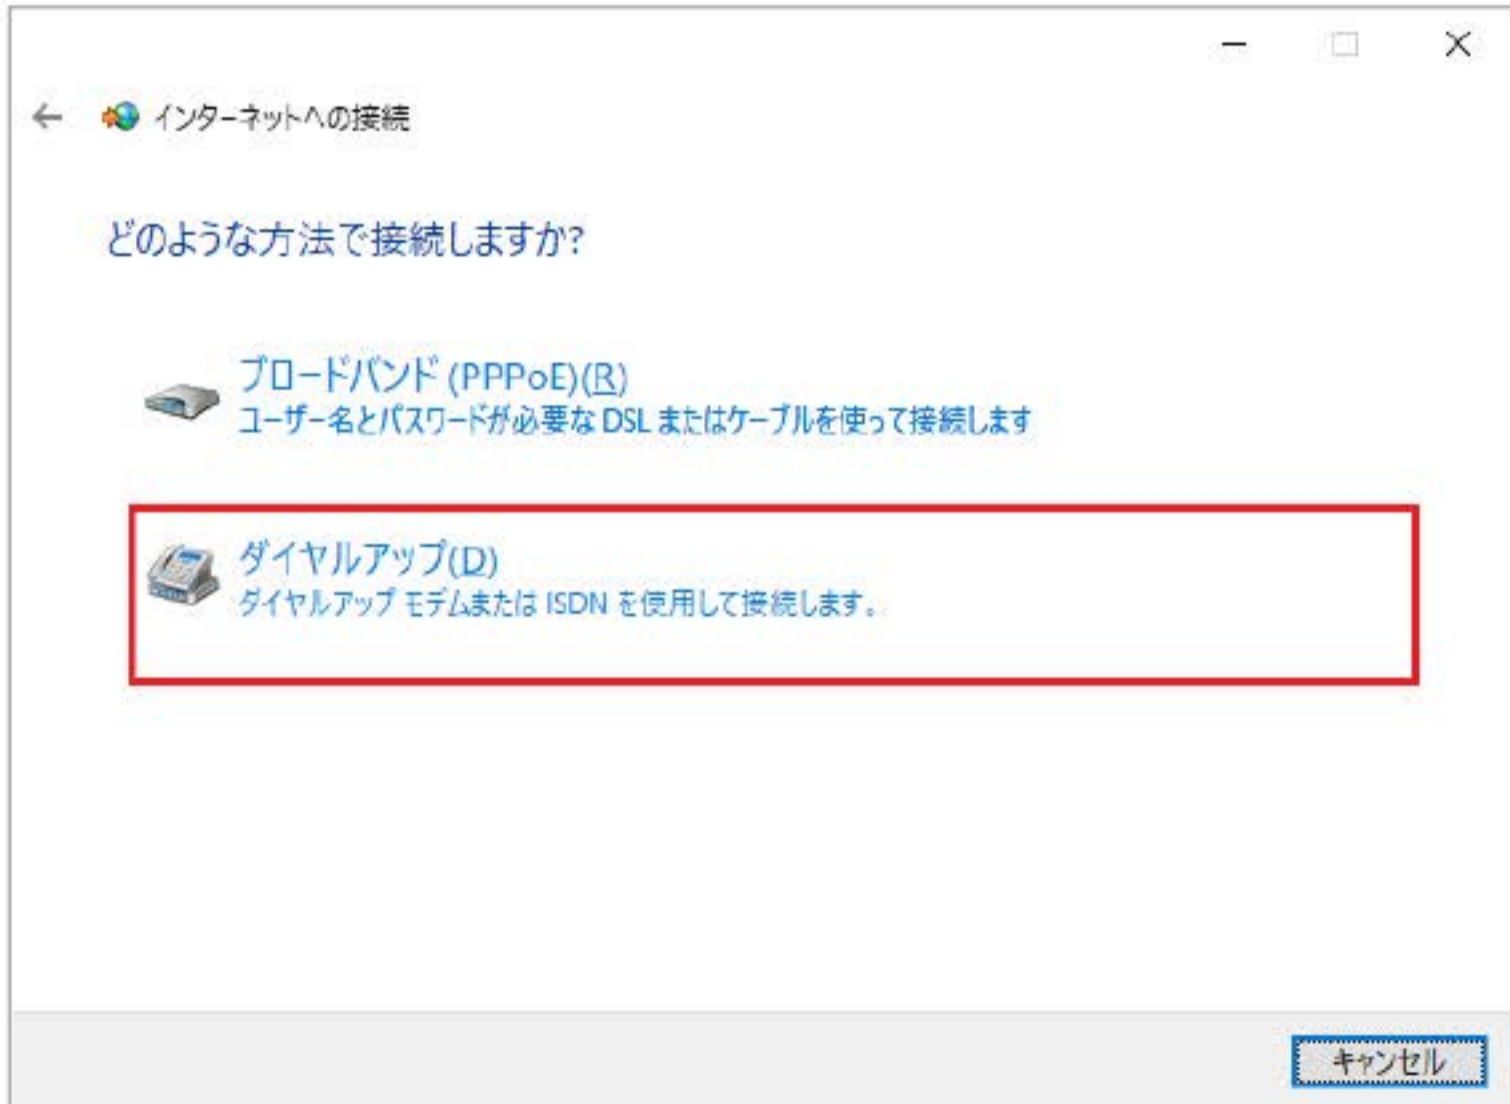 インターネットへの接続
どのような方法で接続しますか?
ブロードバンド (PPPoE)(R)
ユーザー名とパスワードが必要な DSL またはケーブルを使って接続します
ダイヤルアップ(D)
ダイヤルアップ モデムまたは ISDN を使用して接続します。
キャンセル